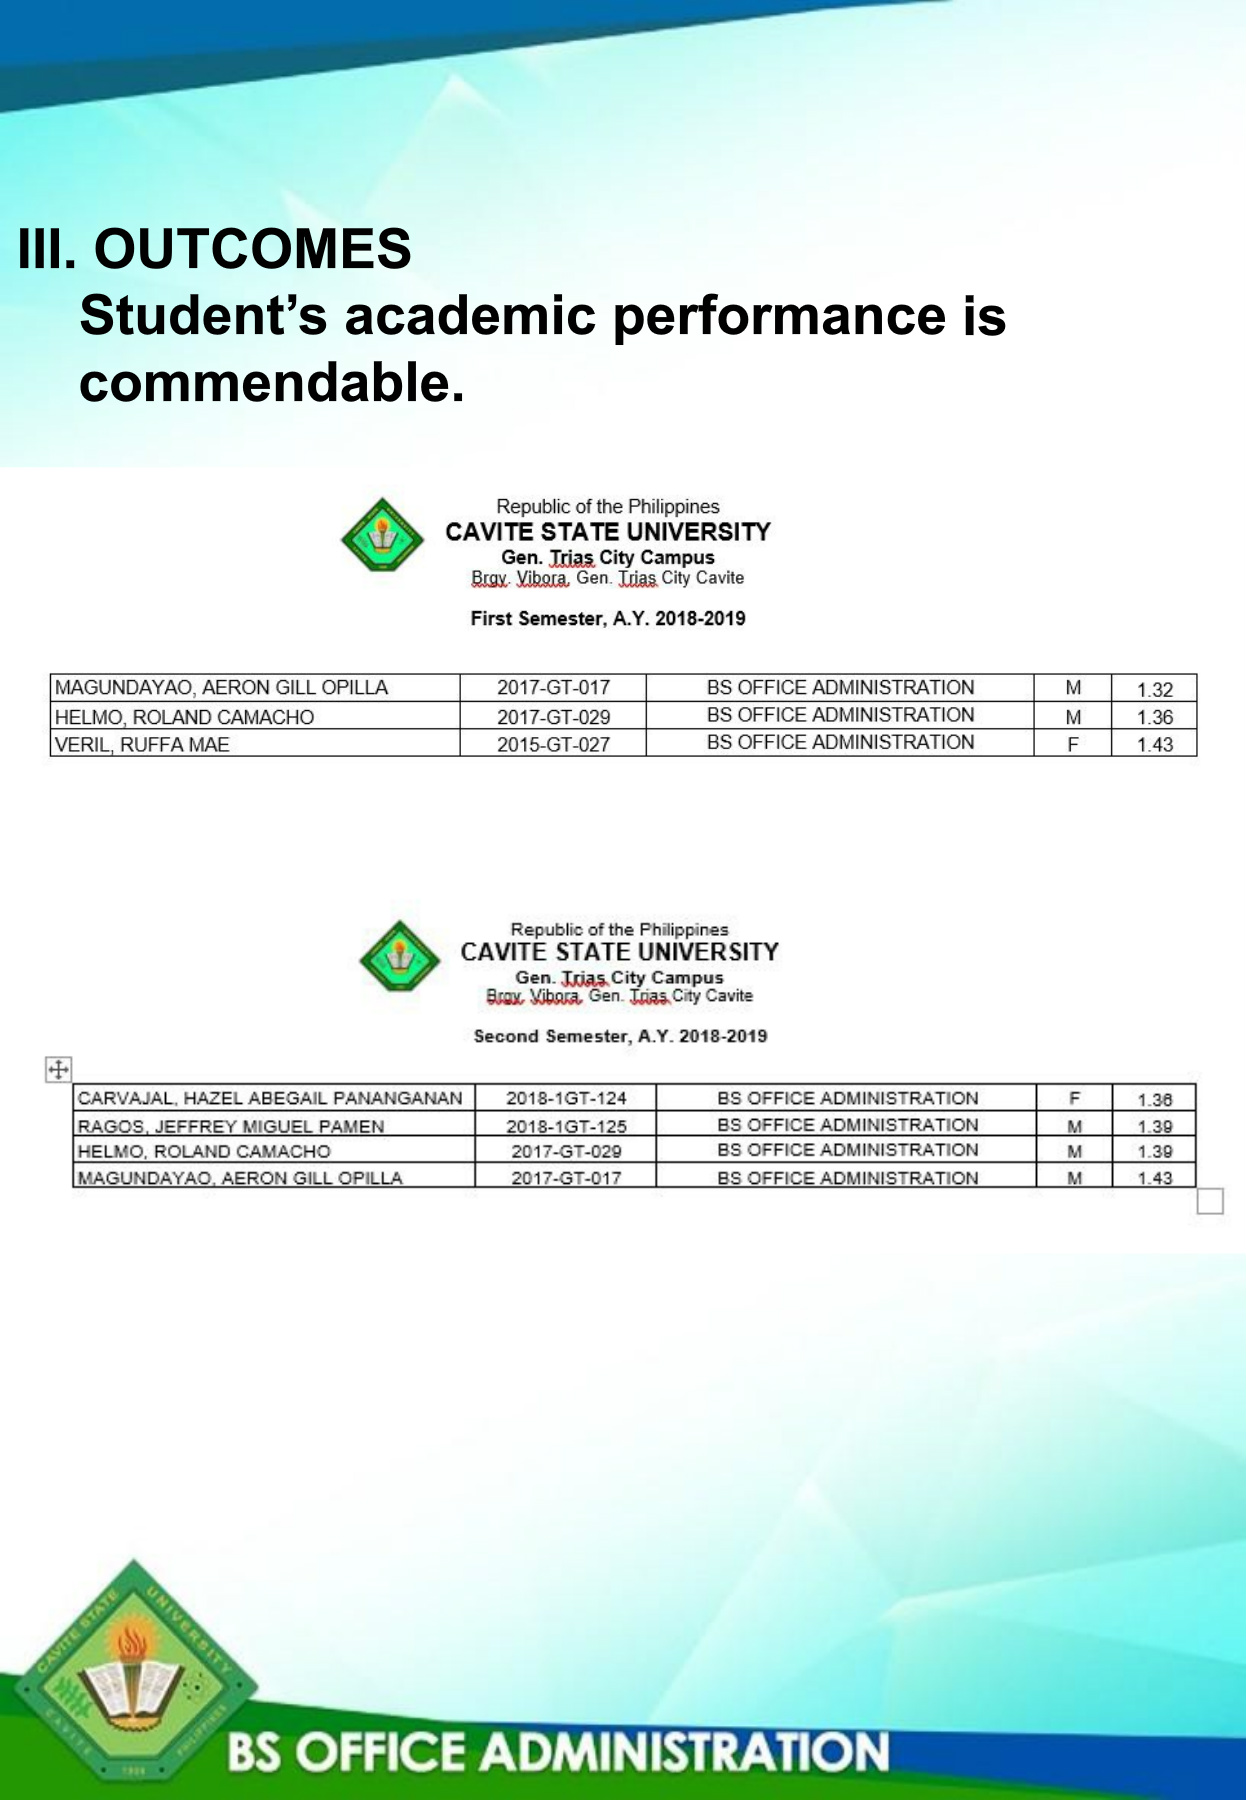 III. OUTCOMES
Student’s academic performance is
commendable.
Republic of the Philippines
CAVITE STATE UNIVERSITY
Gen. Trias City Campus
Brgy. Vibora, Gen. Trias City Cavite
First Semester, A.Y. 2018-2019
MAGUNDAYAO, AERON GILL OPILLA 2017-GT-017 BS OFFICE ADMINISTRATION M 1.32
HELMO, ROLAND CAMACHO 2017-GT-029 BS OFFICE ADMINISTRATION M 1.36
VERIL, RUFFA MAE 2015-GT-027 BS OFFICE ADMINISTRATION F 1.43
Republic of the Philippines
CAVITE STATE UNIVERSITY
Gen. Trias City Campus
Brgy. Vibora, Gen. Trias City Cavite
Second Semester, A.Y. 2018-2019
CARVAJAL, HAZEL ABEGAIL PANANGANAN 2018-1GT-124 BS OFFICE ADMINISTRATION F 1.36
RAGOS, JEFFREY MIGUEL PAMEN 2018-1GT-125 BS OFFICE ADMINISTRATION M 1.39
HELMO, ROLAND CAMACHO 2017-GT-029 BS OFFICE ADMINISTRATION M 1.39
MAGUNDAYAO, AERON GILL OPILLA 2017-GT-017 BS OFFICE ADMINISTRATION M 1.43
CAVITE STATE UNIVERSITY
CAVITE PHILIPPINES
1906
BS OFFICE ADMINISTRATION